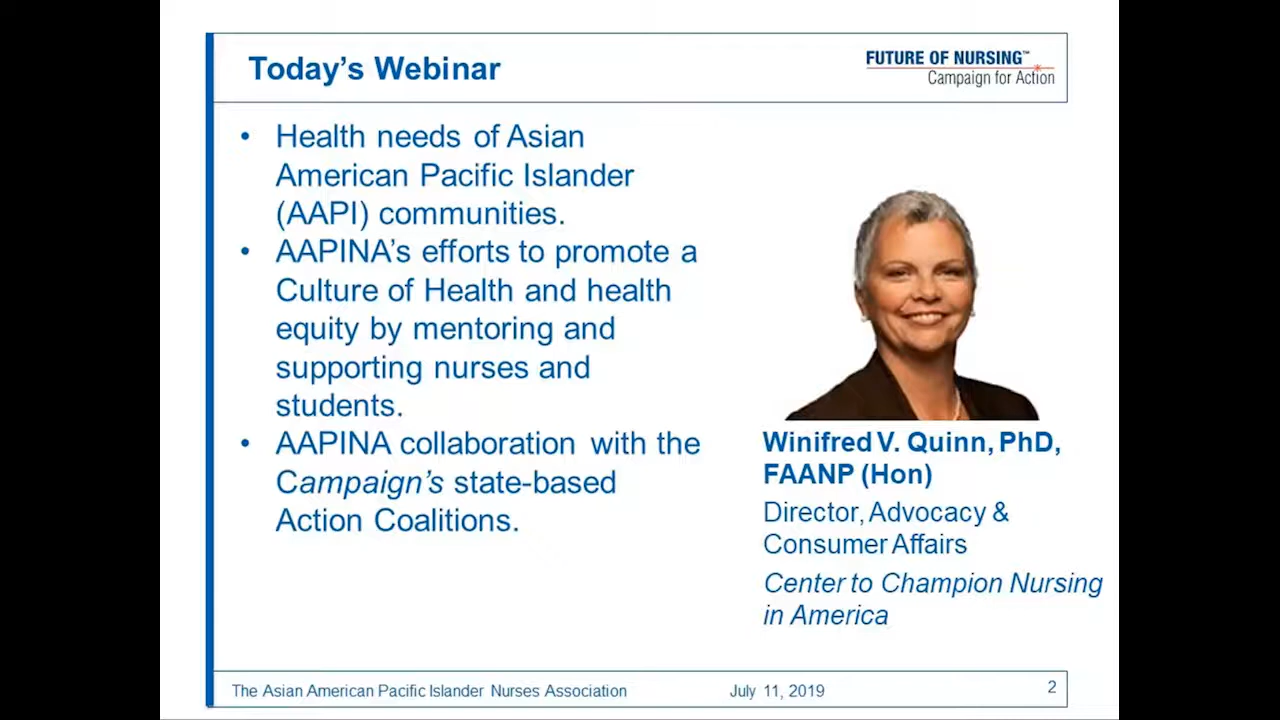 Today's Webinar
FUTURE OF NURSING™
Campaign for Action
• Health needs of Asian
American Pacific Islander
(AAPI) communities.
• AAPINA's efforts to promote a
Culture of Health and health
equity by mentoring and
supporting nurses and
students.
• AAPINA collaboration with the
Campaign's state-based
Action Coalitions.
Winifred V. Quinn, PhD,
FAANP (Hon)
Director, Advocacy &
Consumer Affairs
Center to Champion Nursing
in America
The Asian American Pacific Islander Nurses Association
July 11, 2019
2